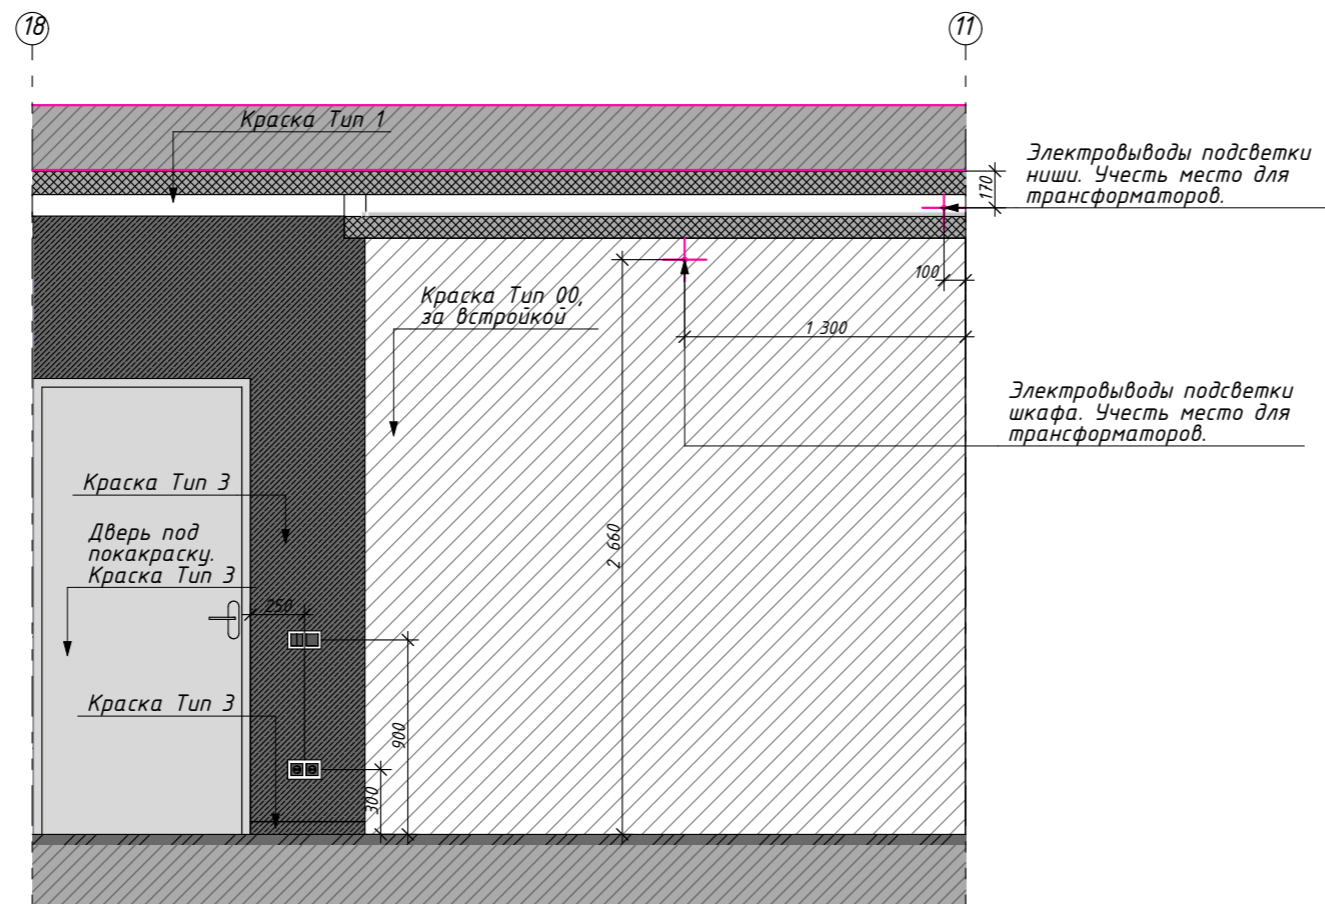 18
11
Краска Тип 1
Электровыводы подсветки
ниши. Учесть место для
трансформаторов.
170
100
Краска Тип 00,
за встройкой
1 300
Электровыводы подсветки
шкафа. Учесть место для
трансформаторов.
Краска Тип 3
Дверь под
покакраску.
Краска Тип 3
2 660
250
Краска Тип 3
900
300